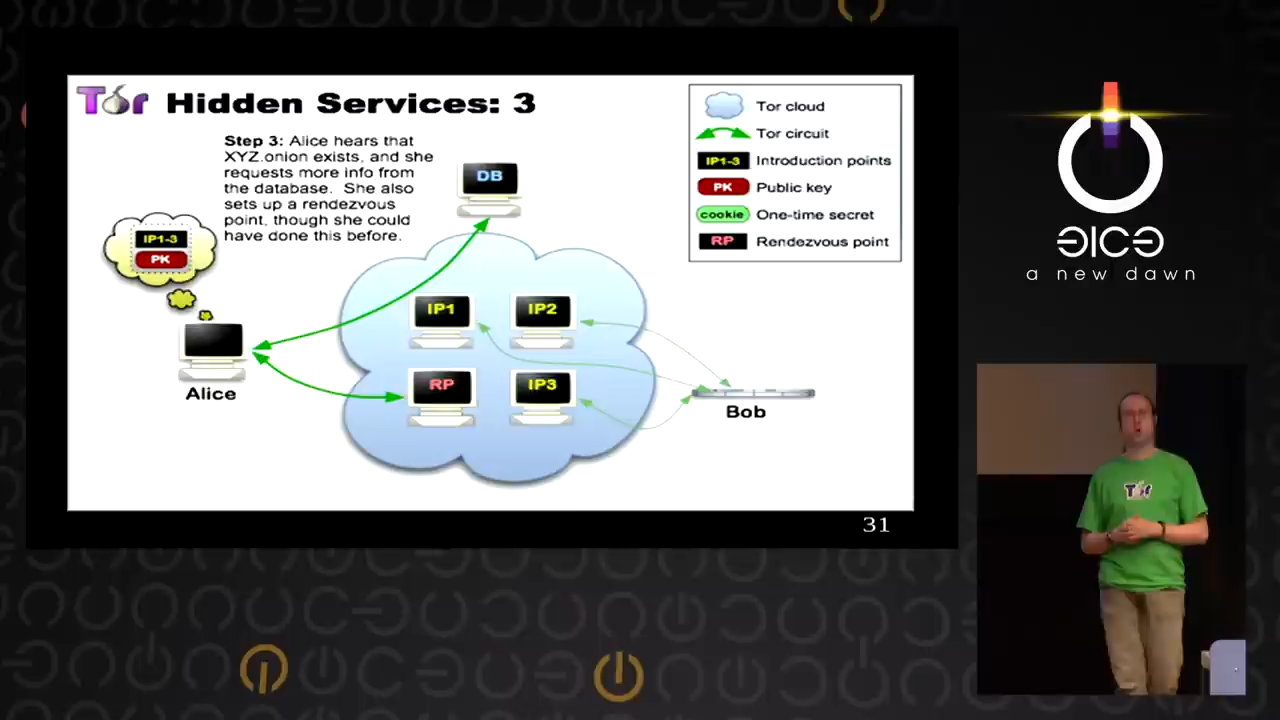 Tor Hidden Services: 3
Step 3: Alice hears that
XYZ.onion exists, and she
requests more info from
the database. She also
sets up a rendezvous
point, though she could
have done this before.
IP1-3
PK
Alice
DB
IP1
IP2
RP
IP3
Bob
Tor cloud
Tor circuit
IP1-3 Introduction points
PK Public key
cookie One-time secret
RP Rendezvous point
31
a new dawn
Tor